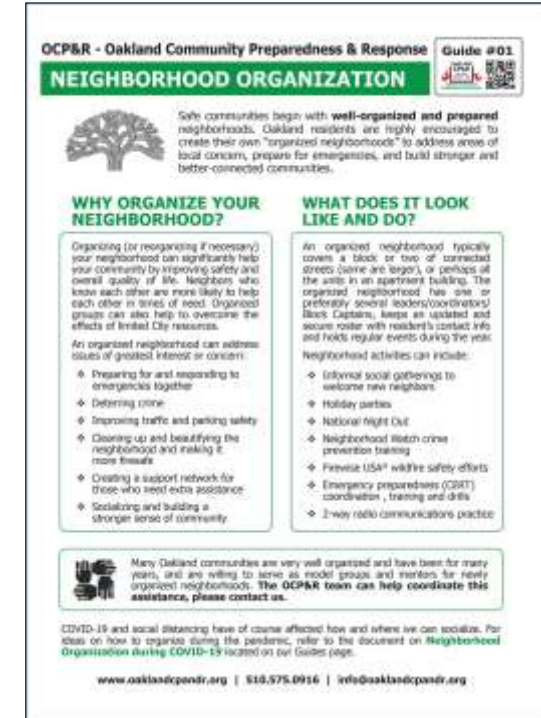 OCP&R - Oakland Community Preparedness & Response
Guide #01
NEIGHBORHOOD ORGANIZATION
Safe communities begin with well-organized and prepared
neighborhoods. Oakland residents are highly encouraged to
create their own "organized neighborhoods" to address areas of
local concern, prepare for emergencies, and build stronger and
better-connected communities.
WHY ORGANIZE YOUR
NEIGHBORHOOD?
Organizing (or reorganizing if necessary)
your neighborhood can significantly help
your community by improving safety and
overall quality of life. Neighbors who
know each other are more likely to help
each other in times of need. Organized
groups can also help to overcome the
effects of limited City resources.
An organized neighborhood can address
issues of greatest interest or concern:
❖ Preparing for and responding to
emergencies together
❖ Deterring crime
❖ Improving traffic and parking safety
❖ Cleaning up and beautifying the
neighborhood and making it
more firesafe
❖ Creating a support network for
those who need extra assistance
❖ Socializing and building a
stronger sense of community
WHAT DOES IT LOOK
LIKE AND DO?
An organized neighborhood typically
covers a block or two of connected
streets (some are larger), or perhaps all
the units in an apartment building. The
organized neighborhood has one or
preferably several leaders/coordinators/
Block Captains, keeps an updated and
secure roster with resident's contact info
and holds regular events during the year.
Neighborhood activities can include:
❖ Informal social gatherings to
welcome new neighbors
❖ Holiday parties
❖ National Night Out
❖ Neighborhood Watch crime
prevention training
❖ Firewise USA® wildfire safety efforts
❖ Emergency preparedness (CERT)
coordination , training and drills
❖ 2-way radio communications practice
Many Oakland communities are very well organized and have been for many
years, and are willing to serve as model groups and mentors for newly
organized neighborhoods. The OCP&R team can help coordinate this
assistance, please contact us.
COVID-19 and social distancing have of course affected how and where we can socialize. For
ideas on how to organize during the pandemic, refer to the document on Neighborhood
Organization during COVID-19 located on our Guides page.
www.oaklandcpandr.org | 510.575.0916 | info@oaklandcpandr.org